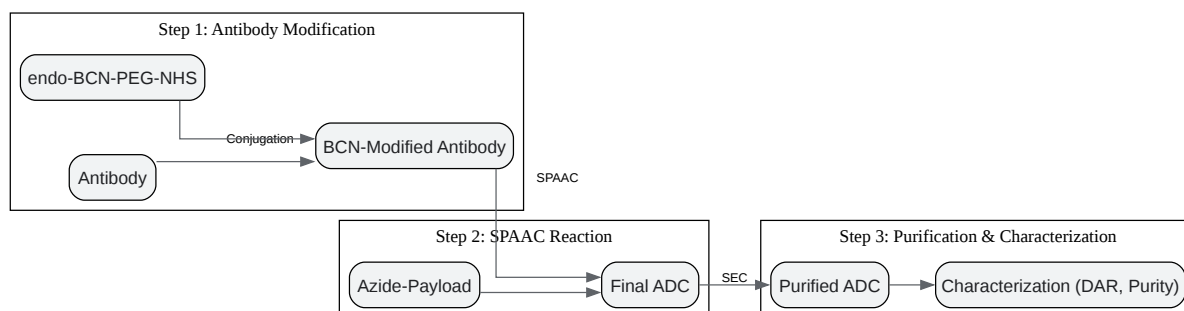 Step 1: Antibody Modification
endo-BCN-PEG-NHS
Conjugation
BCN-Modified Antibody
Antibody
SPAAC
Step 2: SPAAC Reaction
Azide-Payload
Final ADC
SEC
Step 3: Purification & Characterization
Purified ADC
Characterization (DAR, Purity)